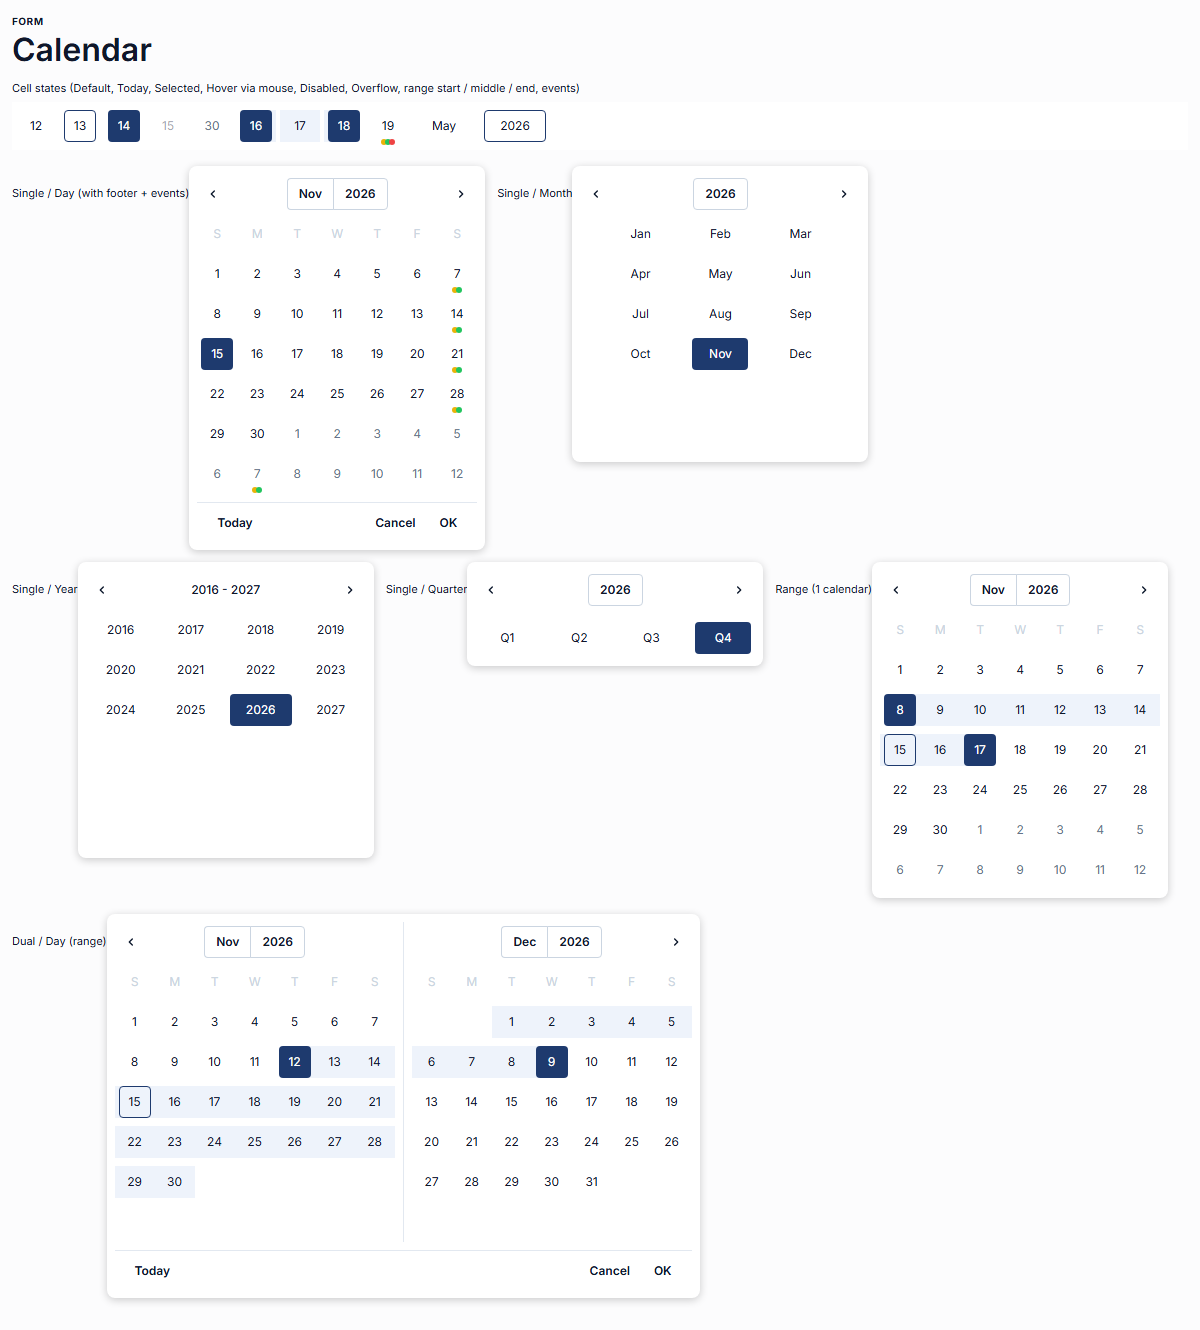 FORM
Calendar
Cell states (Default, Today, Selected, Hover via mouse, Disabled, Overflow, range start / middle / end, events)
12 13 14 15 30 16 17 18 19 May 2026
Single / Day (with footer + events)
Nov 2026
S M T W T F S
1 2 3 4 5 6 7
8 9 10 11 12 13 14
15 16 17 18 19 20 21
22 23 24 25 26 27 28
29 30 1 2 3 4 5
6 7 8 9 10 11 12
Today Cancel OK
Single / Month
2026
Jan Feb Mar
Apr May Jun
Jul Aug Sep
Oct Nov Dec
Single / Year
2016 - 2027
2016 2017 2018 2019
2020 2021 2022 2023
2024 2025 2026 2027
Single / Quarter
2026
Q1 Q2 Q3 Q4
Range (1 calendar)
Nov 2026
S M T W T F S
1 2 3 4 5 6 7
8 9 10 11 12 13 14
15 16 17 18 19 20 21
22 23 24 25 26 27 28
29 30 1 2 3 4 5
6 7 8 9 10 11 12
Dual / Day (range)
Nov 2026
S M T W T F S
1 2 3 4 5 6 7
8 9 10 11 12 13 14
15 16 17 18 19 20 21
22 23 24 25 26 27 28
29 30
Dec 2026
S M T W T F S
1 2 3 4 5
6 7 8 9 10 11 12
13 14 15 16 17 18 19
20 21 22 23 24 25 26
27 28 29 30 31
Today Cancel OK